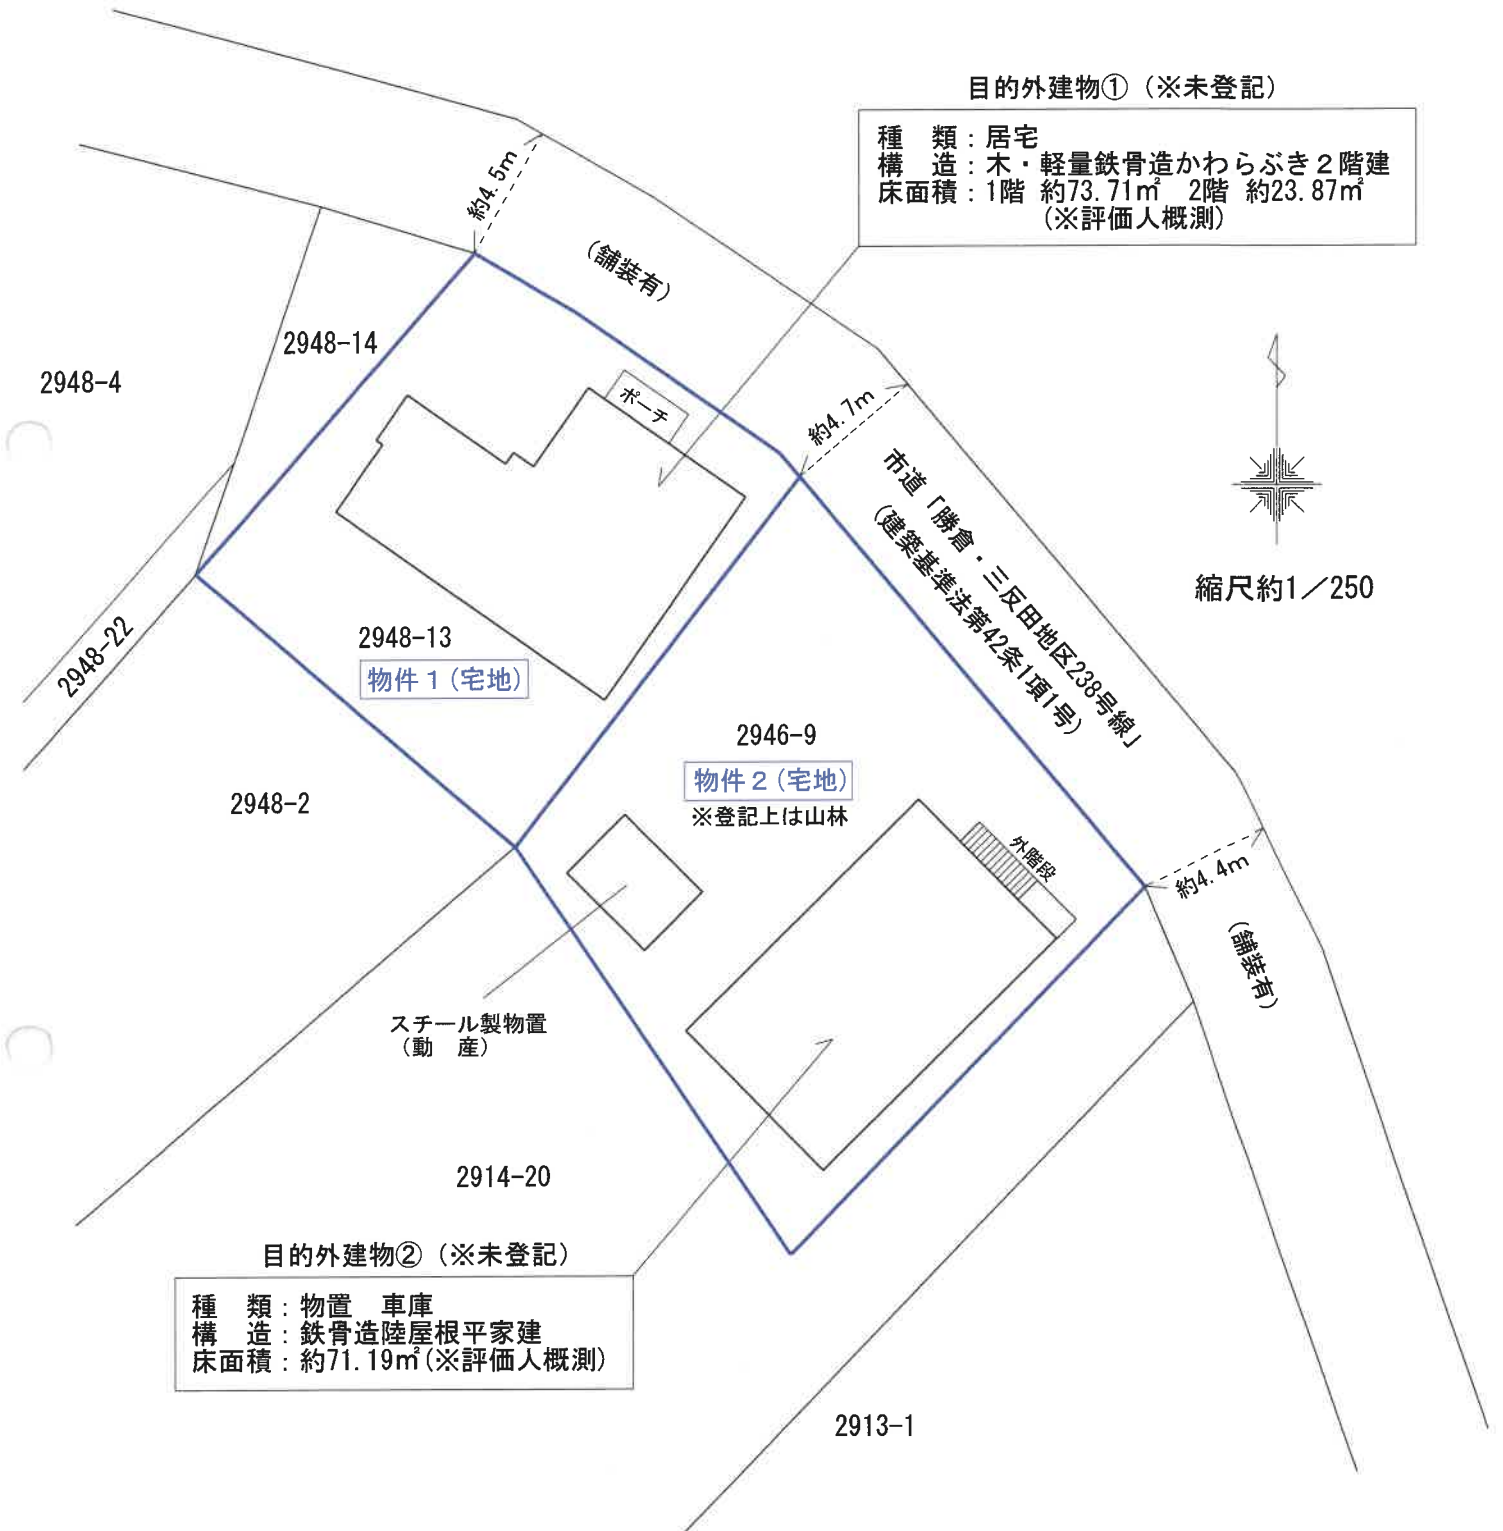 目的外建物①（※未登記）
種　類：居宅
構　造：木・軽量鉄骨造かわらぶき２階建
床面積：1階 約73.71㎡　2階 約23.87㎡
（※評価人概測）
約4.5m
（舗装有）
2948-14
2948-4
ポーチ
約4.7m
市道「勝倉・三反田地区238号線」
（建築基準法第42条1項1号）
縮尺約1／250
2948-22
2948-13
物件１（宅地）
2946-9
物件２（宅地）
※登記上は山林
2948-2
外階段
約4.4m
（舗装有）
スチール製物置
（動　産）
2914-20
目的外建物②（※未登記）
種　類：物置　車庫
構　造：鉄骨造陸屋根平家建
床面積：約71.19㎡（※評価人概測）
2913-1